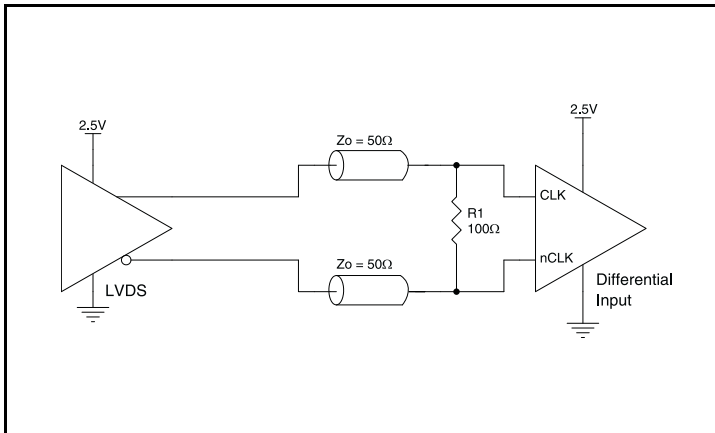 2.5V
2.5V
Zo = 50Ω
CLK
R1
100Ω
nCLK
Zo = 50Ω
LVDS
Differential
Input